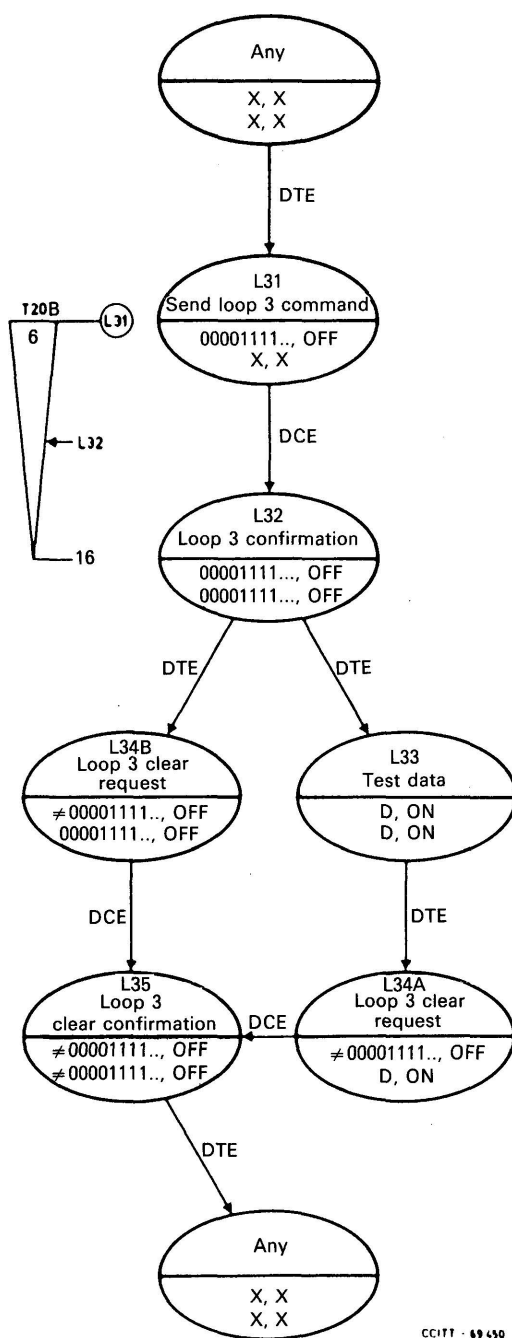 Any
X, X
X, X
DTE
L31
Send loop 3 command
00001111.., OFF
X, X
T20B
L31
6
L32
16
DCE
L32
Loop 3 confirmation
00001111..., OFF
00001111..., OFF
DTE
DTE
L34B
Loop 3 clear
request
≠00001111.., OFF
00001111.., OFF
L33
Test data
D, ON
D, ON
DCE
DTE
L35
Loop 3
clear confirmation
≠00001111.., OFF
≠00001111.., OFF
DCE
L34A
Loop 3 clear
request
≠00001111.., OFF
D, ON
DTE
Any
X, X
X, X
CCITT - 69 450